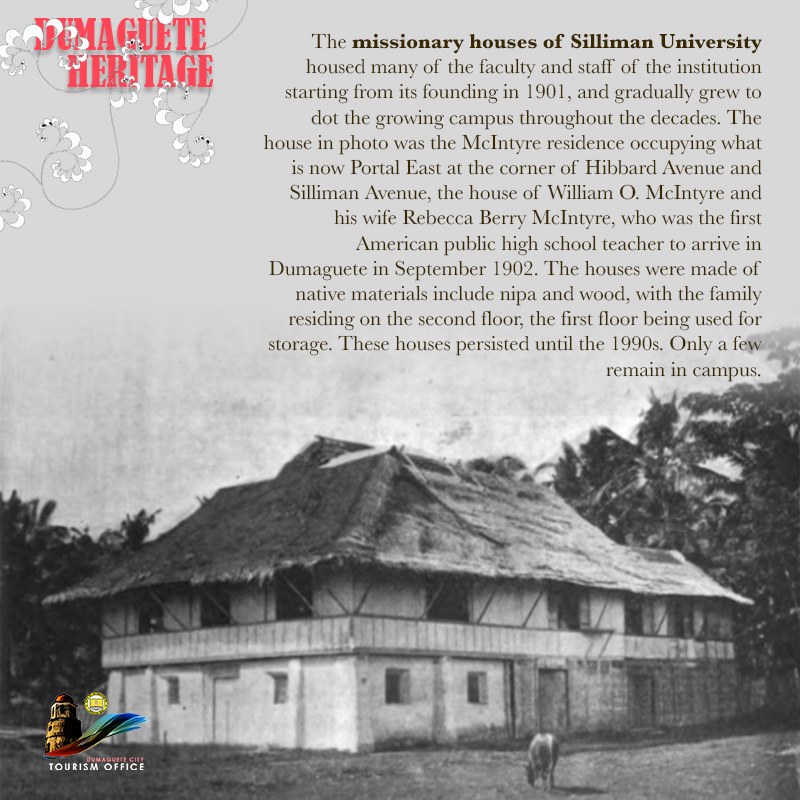 DUMAGUETE
HERITAGE
The missionary houses of Silliman University
housed many of the faculty and staff of the institution
starting from its founding in 1901, and gradually grew to
dot the growing campus throughout the decades. The
house in photo was the McIntyre residence occupying what
is now Portal East at the corner of Hibbard Avenue and
Silliman Avenue, the house of William O. McIntyre and
his wife Rebecca Berry McIntyre, who was the first
American public high school teacher to arrive in
Dumaguete in September 1902. The houses were made of
native materials include nipa and wood, with the family
residing on the second floor, the first floor being used for
storage. These houses persisted until the 1990s. Only a few
remain in campus.
DUMAGUETE CITY
TOURISM OFFICE